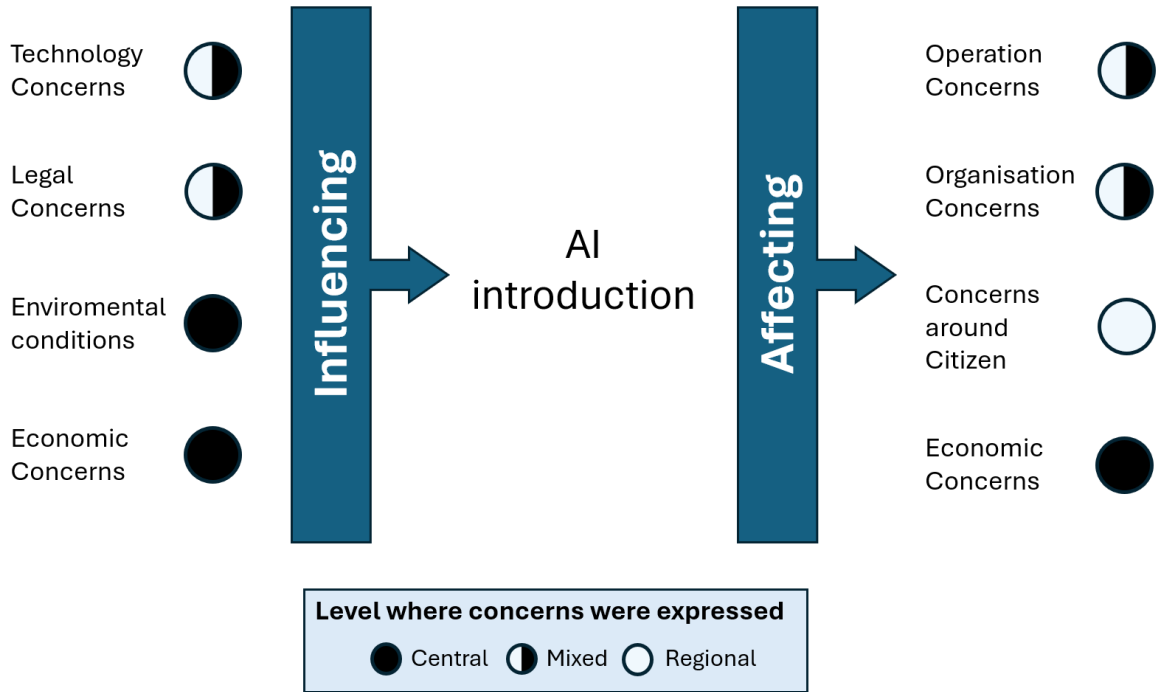 Technology
Concerns
Legal
Concerns
Enviromental
conditions
Economic
Concerns
Influencing
AI
introduction
Affecting
Operation
Concerns
Organisation
Concerns
Concerns
around
Citizen
Economic
Concerns
Level where concerns were expressed
Central Mixed Regional